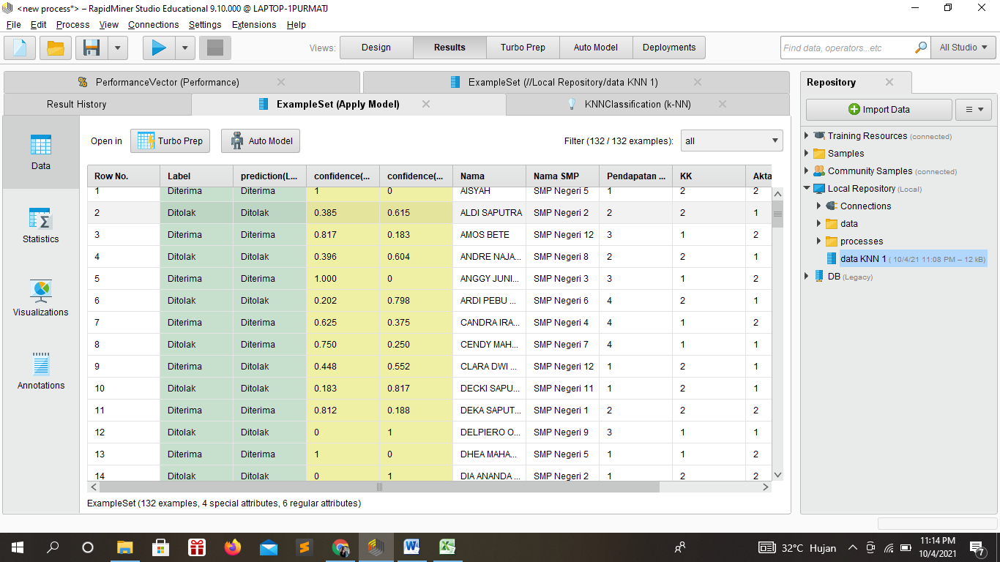 <new process*> – RapidMiner Studio Educational 9.10.000 @ LAPTOP-1PURMATJ
File Edit Process View Connections Settings Extensions Help
Views: Design Results Turbo Prep Auto Model Deployments Find data, operators...etc All Studio
PerformanceVector (Performance) ExampleSet (//Local Repository/data KNN 1)
Result History ExampleSet (Apply Model) KNNClassification (k-NN)
Open in Turbo Prep Auto Model Filter (132 / 132 examples): all
Data
Statistics
Visualizations
Annotations
Row No. Label prediction(L... confidence(... confidence(... Nama Nama SMP Pendapatan ... KK Akta
1 Diterima Diterima 1 0 AISYAH SMP Negeri 5 1 2 2
2 Ditolak Ditolak 0.385 0.615 ALDI SAPUTRA SMP Negeri 2 2 2 1
3 Diterima Diterima 0.817 0.183 AMOS BETE SMP Negeri 12 3 1 2
4 Ditolak Ditolak 0.396 0.604 ANDRE NAJA... SMP Negeri 8 2 2 1
5 Diterima Diterima 1.000 0 ANGGY JUNI... SMP Negeri 3 3 1 2
6 Ditolak Ditolak 0.202 0.798 ARDI PEBU ... SMP Negeri 6 4 2 1
7 Diterima Diterima 0.625 0.375 CANDRA IRA... SMP Negeri 4 4 1 2
8 Ditolak Diterima 0.750 0.250 CENDY MAH... SMP Negeri 7 4 1 1
9 Ditolak Ditolak 0.448 0.552 CLARA DWI ... SMP Negeri 12 1 2 1
10 Ditolak Ditolak 0.183 0.817 DECKI SAPU... SMP Negeri 11 1 2 1
11 Diterima Diterima 0.812 0.188 DEKA SAPUT... SMP Negeri 1 2 2 2
12 Ditolak Ditolak 0 1 DELPIERO O... SMP Negeri 9 3 1 1
13 Diterima Diterima 1 0 DHEA MAHA... SMP Negeri 5 1 1 2
14 Ditolak Ditolak 0 1 DIA ANANDA ... SMP Negeri 2 1 2 2
ExampleSet (132 examples, 4 special attributes, 6 regular attributes)
Repository
Import Data
Training Resources (connected)
Samples
Community Samples (connected)
Local Repository (Local)
Connections
data
processes
data KNN 1 ( 10/4/21 11:08 PM – 12 kB)
DB (Legacy)
32°C Hujan
11:14 PM
10/4/2021
7